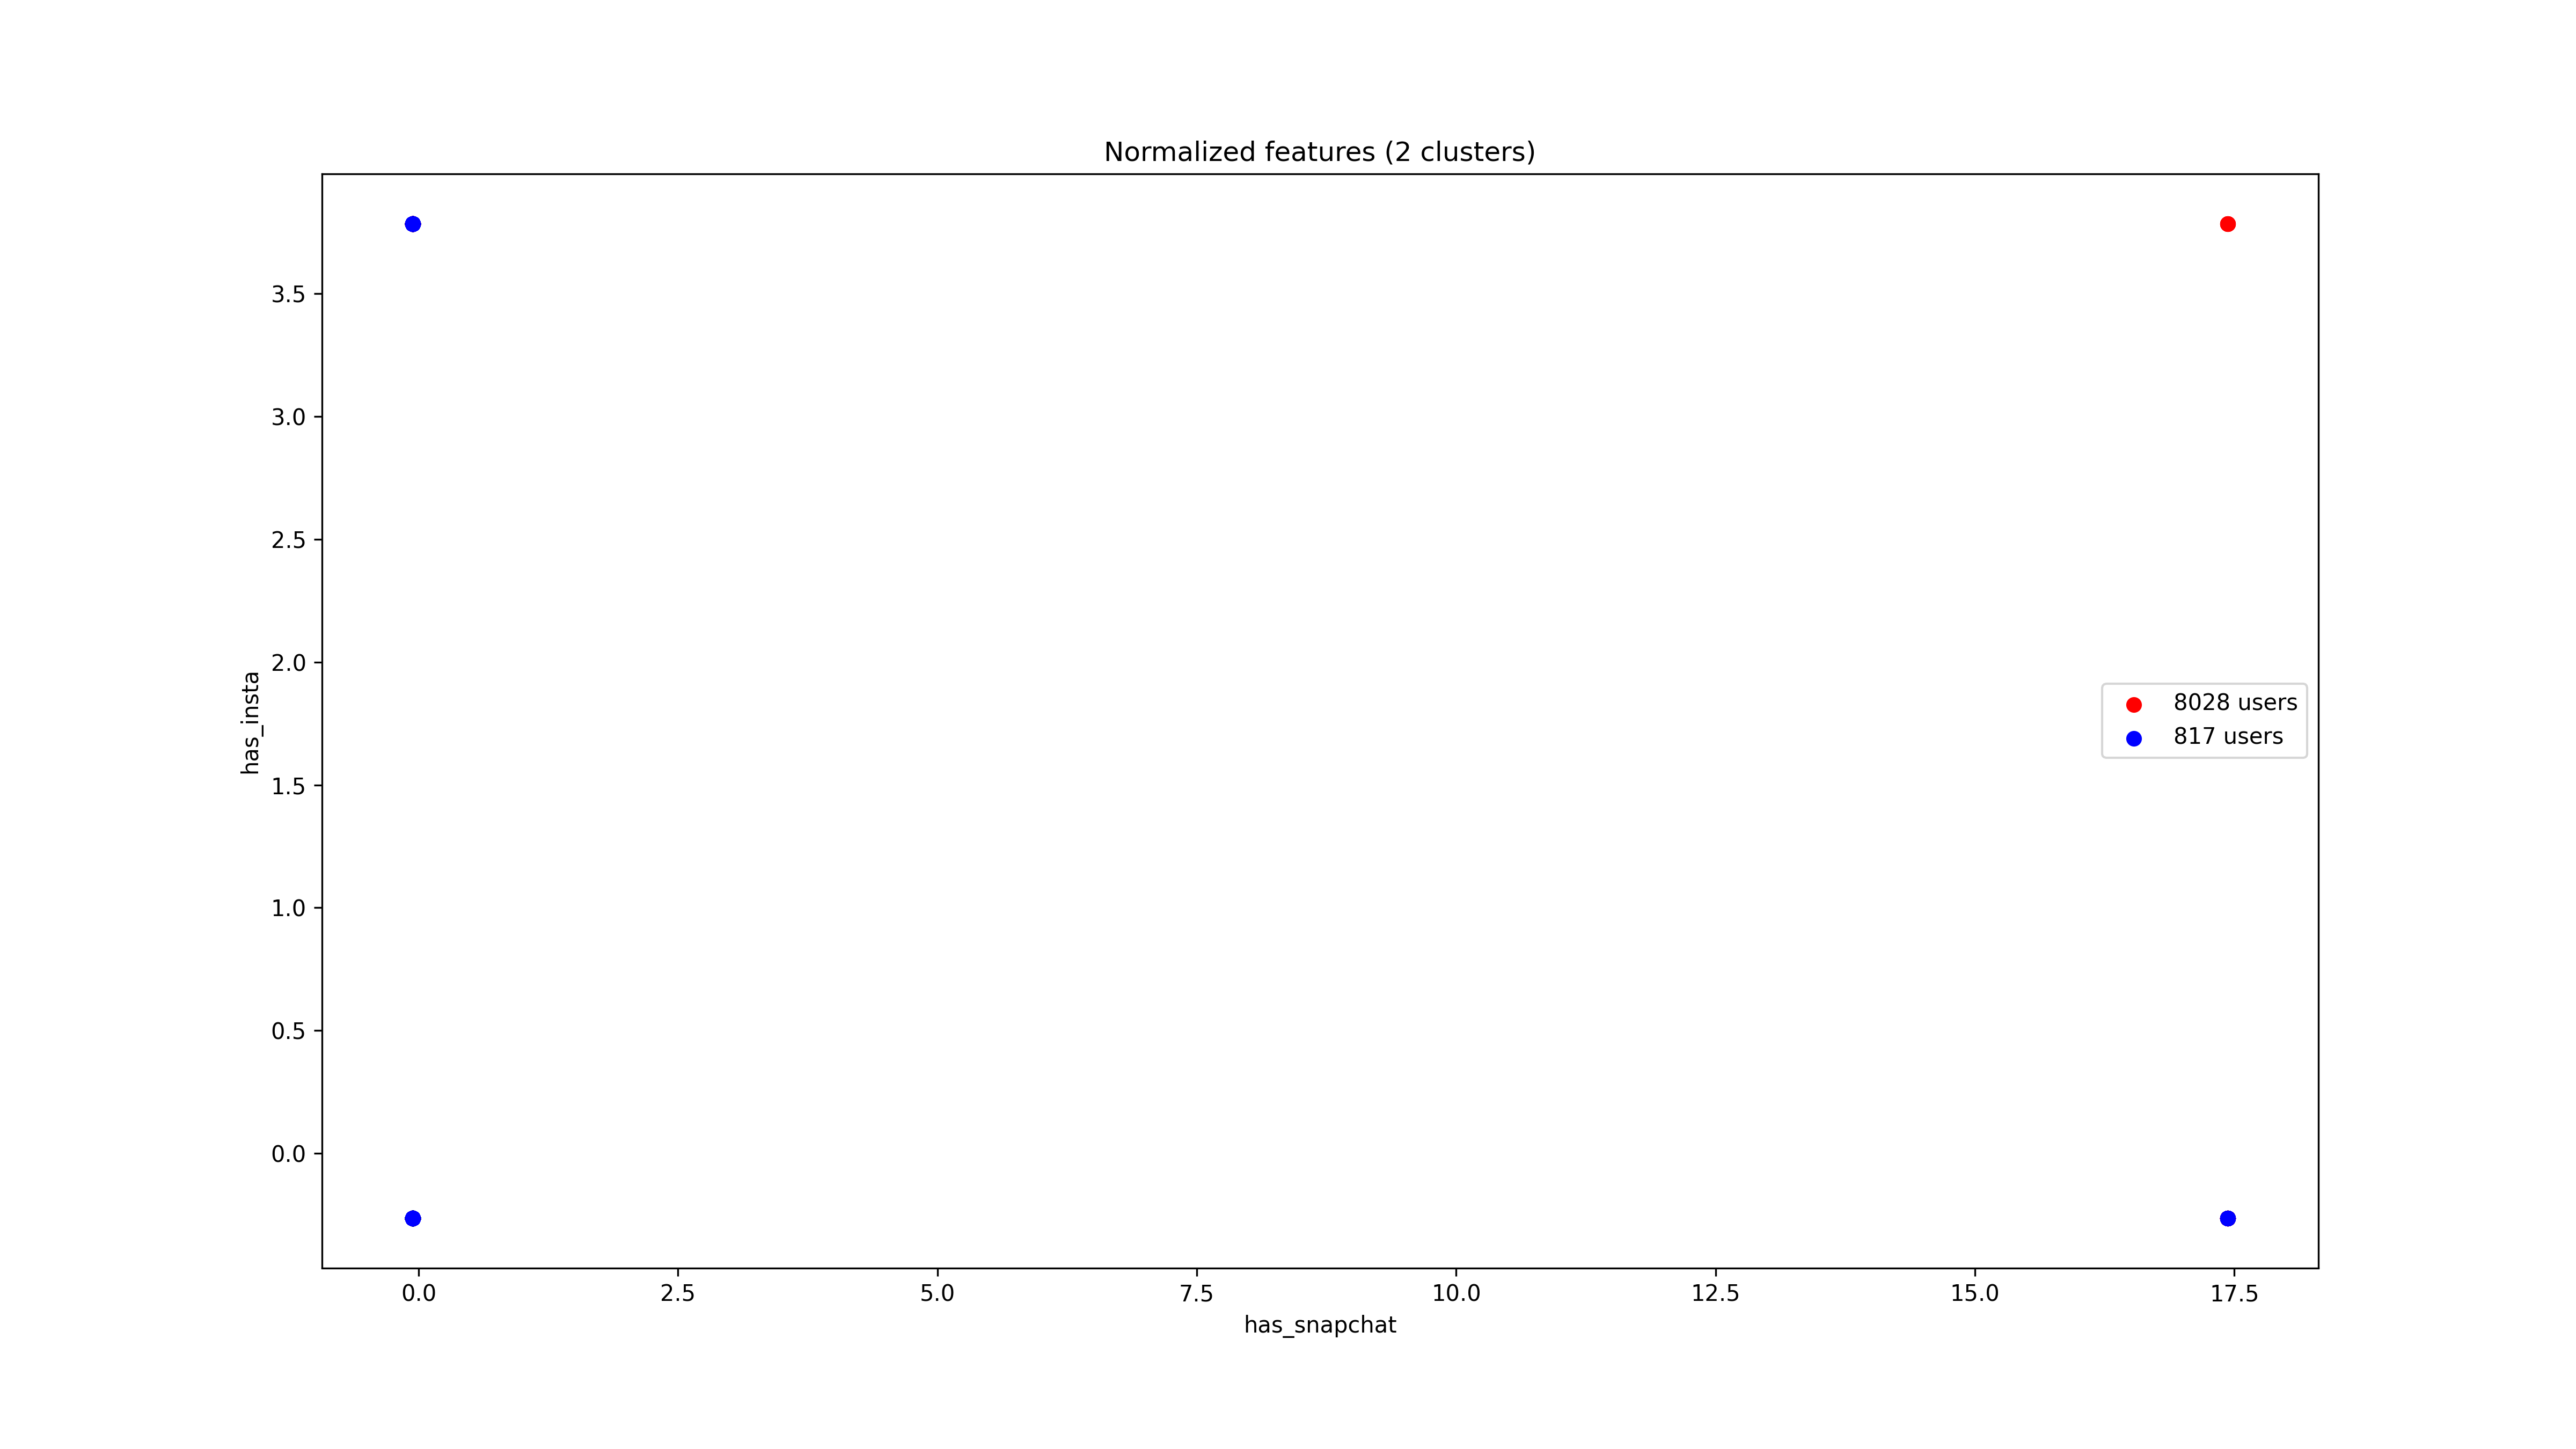 Normalized features (2 clusters)
3.5
3.0
2.5
2.0
1.5
1.0
0.5
0.0
has_insta
8028 users
817 users
0.0 2.5 5.0 7.5 10.0 12.5 15.0 17.5
has_snapchat